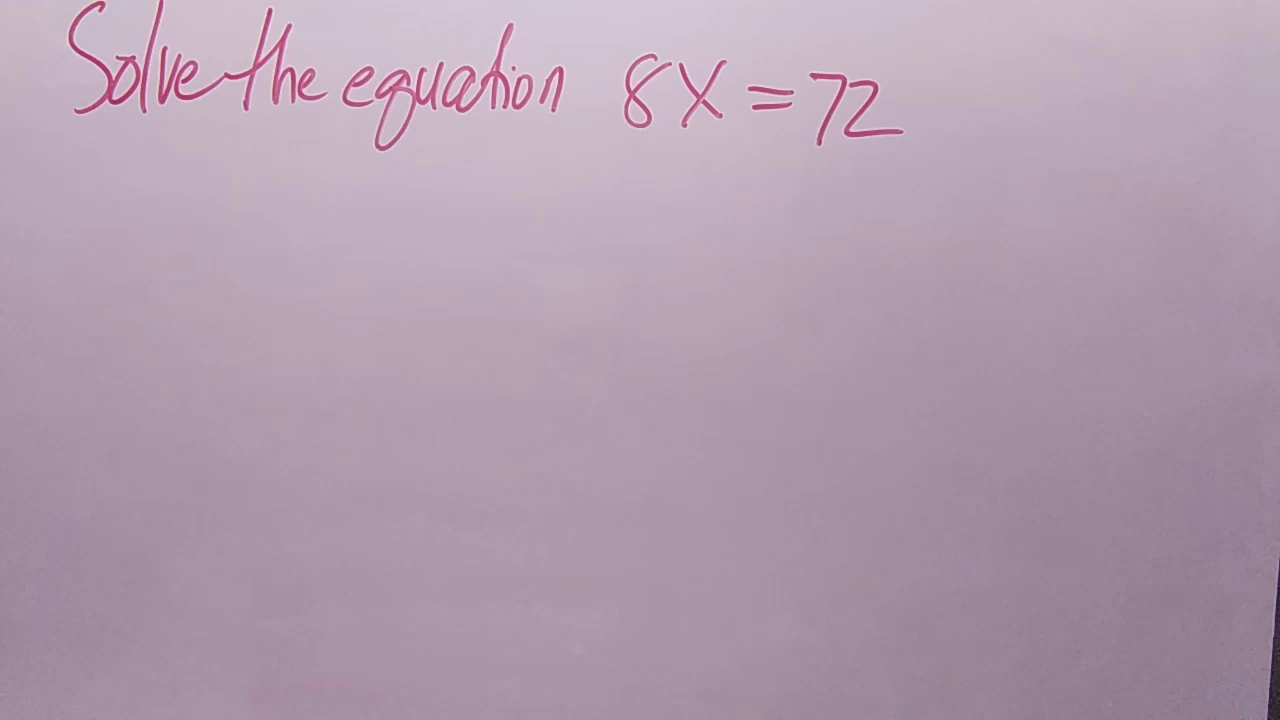 Solve the equation 8X = 72